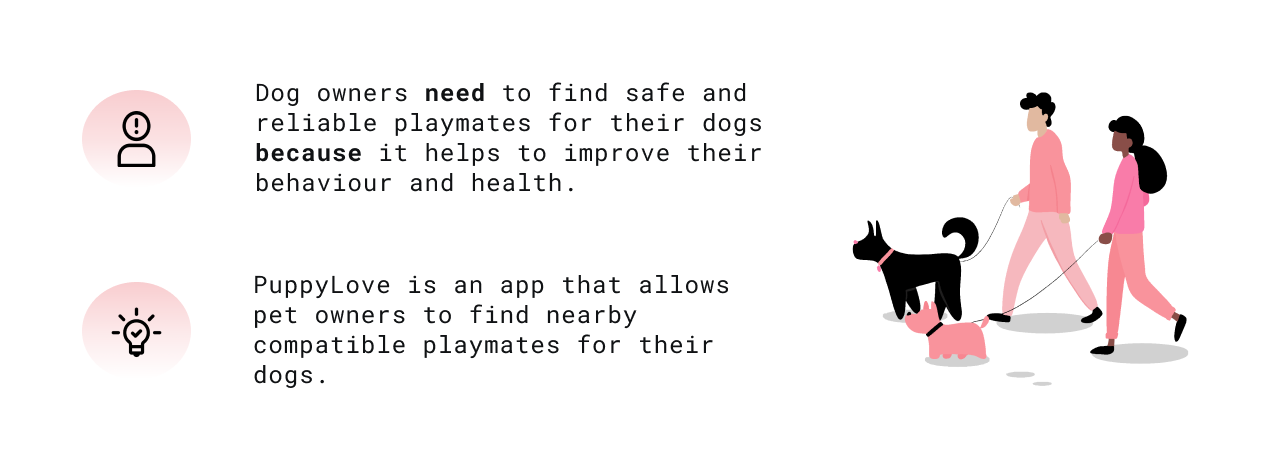 Dog owners need to find safe and
reliable playmates for their dogs
because it helps to improve their
behaviour and health.
PuppyLove is an app that allows
pet owners to find nearby
compatible playmates for their
dogs.